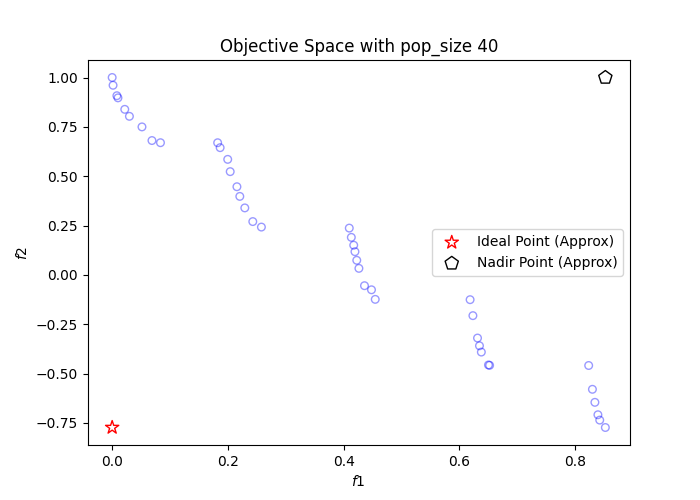 Objective Space with pop_size 40
1.00
0.75
0.50
0.25
0.00
−0.25
−0.50
−0.75
f2
Ideal Point (Approx)
Nadir Point (Approx)
0.0 0.2 0.4 0.6 0.8
f1